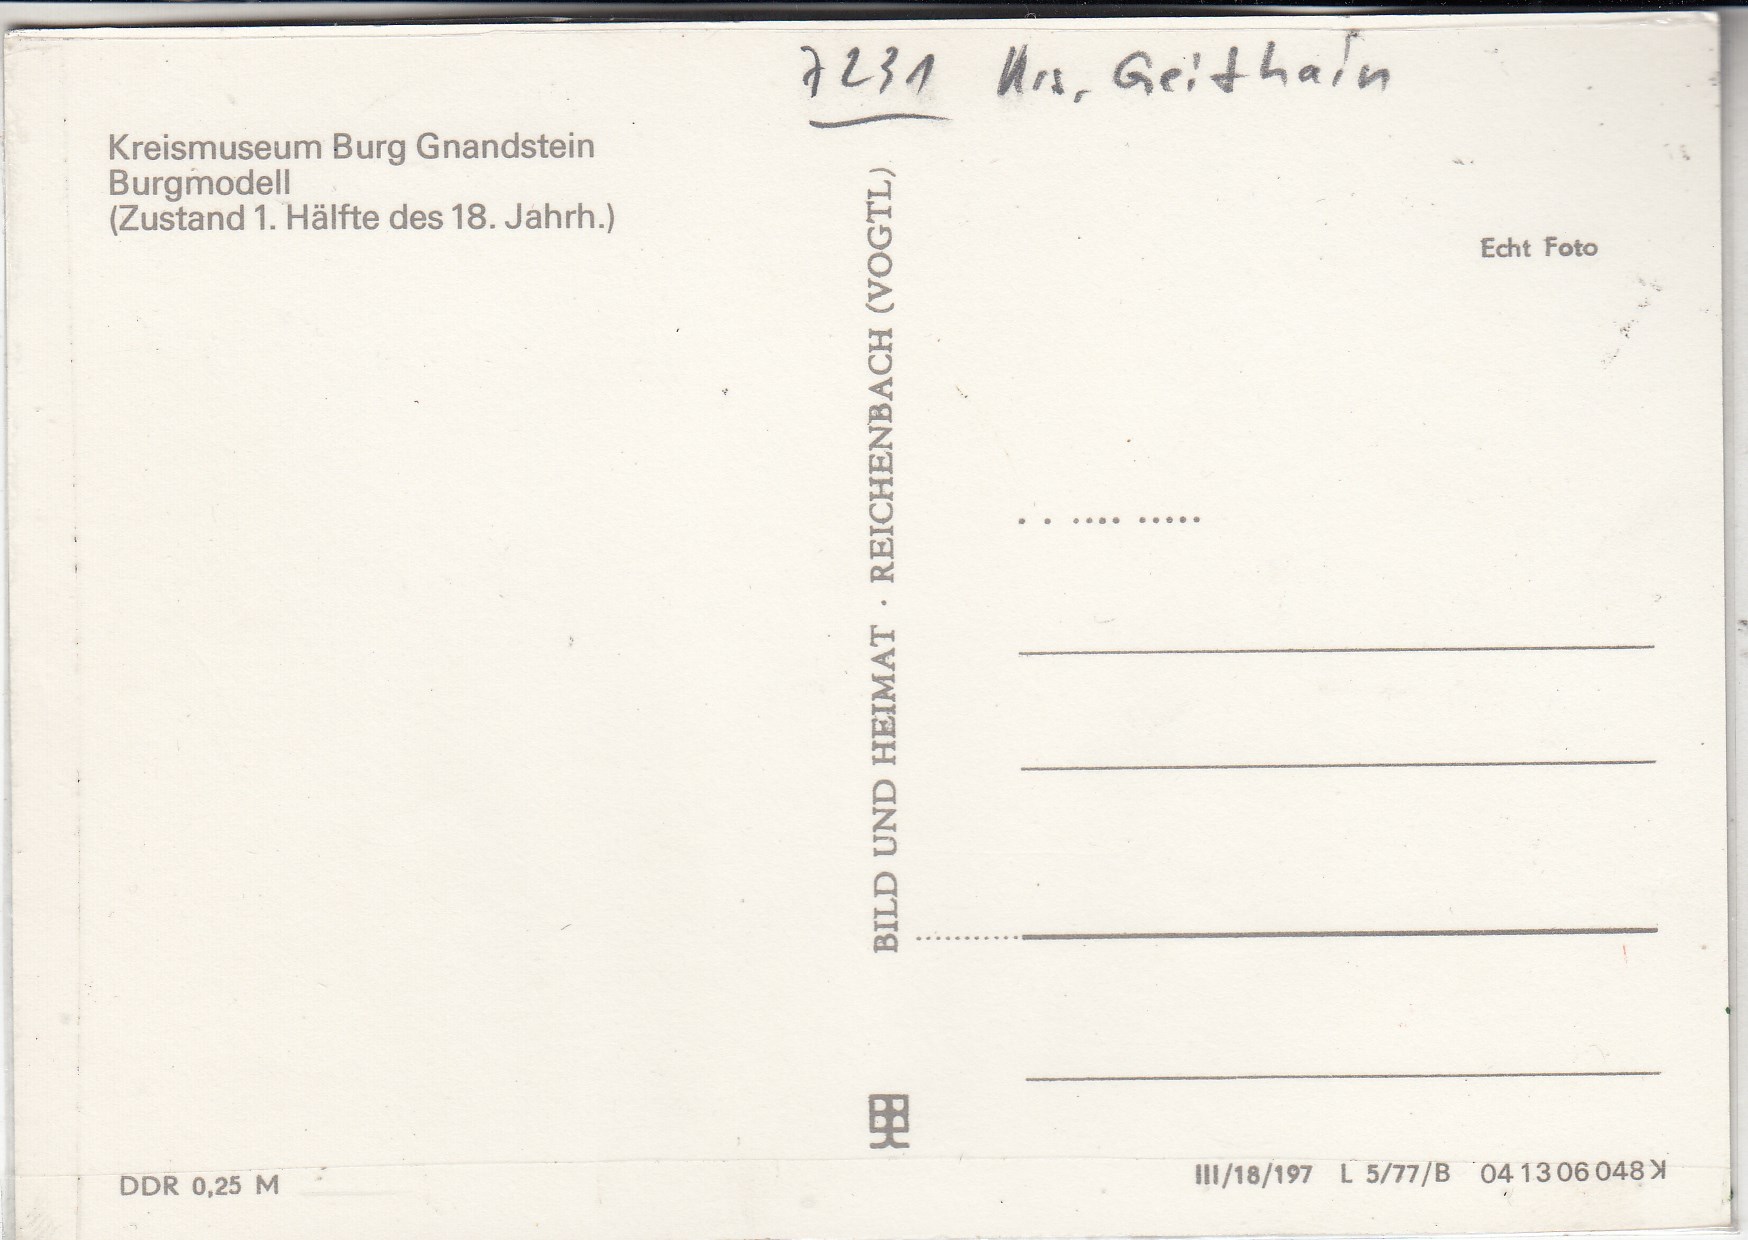 7231 Krs. Geithain
Kreismuseum Burg Gnandstein
Burgmodell
(Zustand 1. Hälfte des 18. Jahrh.)
Echt Foto
BILD UND HEIMAT · REICHENBACH (VOGTL)
DDR 0,25 M
III/18/197 L 5/77/B 04 13 06 048 K